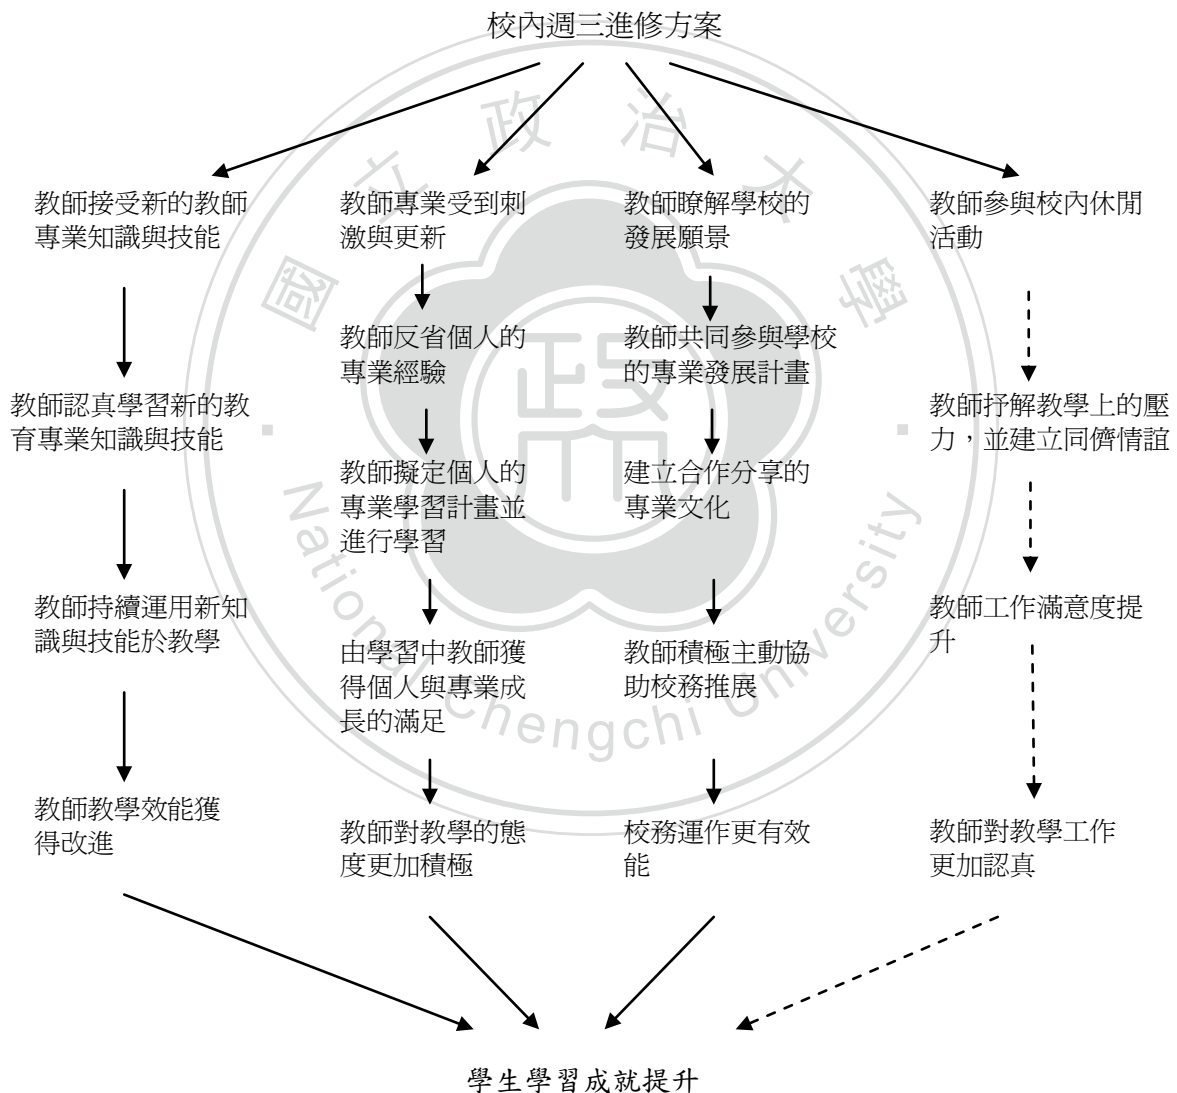 校內週三進修方案
教師接受新的教師
專業知識與技能
教師認真學習新的教
育專業知識與技能
教師持續運用新知
識與技能於教學
教師教學效能獲
得改進
教師專業受到刺
激與更新
教師反省個人的
專業經驗
教師擬定個人的
專業學習計畫並
進行學習
由學習中教師獲
得個人與專業成
長的滿足
教師對教學的態
度更加積極
教師瞭解學校的
發展願景
教師共同參與學校
的專業發展計畫
建立合作分享的
專業文化
教師積極主動協
助校務推展
校務運作更有效
能
教師參與校內休閒
活動
教師抒解教學上的壓
力，並建立同儕情誼
教師工作滿意度提
升
教師對教學工作
更加認真
學生學習成就提升
國立政治大學
政
National Chengchi University